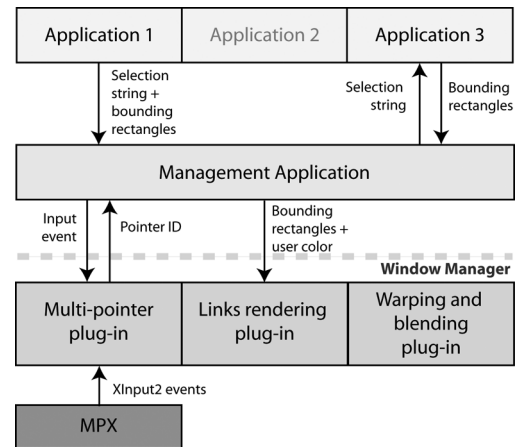 Application 1
Application 2
Application 3
Selection
string +
bounding
rectangles
Selection
string
Bounding
rectangles
Management Application
Input
event
Pointer ID
Bounding
rectangles +
user color
Window Manager
Multi-pointer
plug-in
Links rendering
plug-in
Warping and
blending
plug-in
XInput2 events
MPX